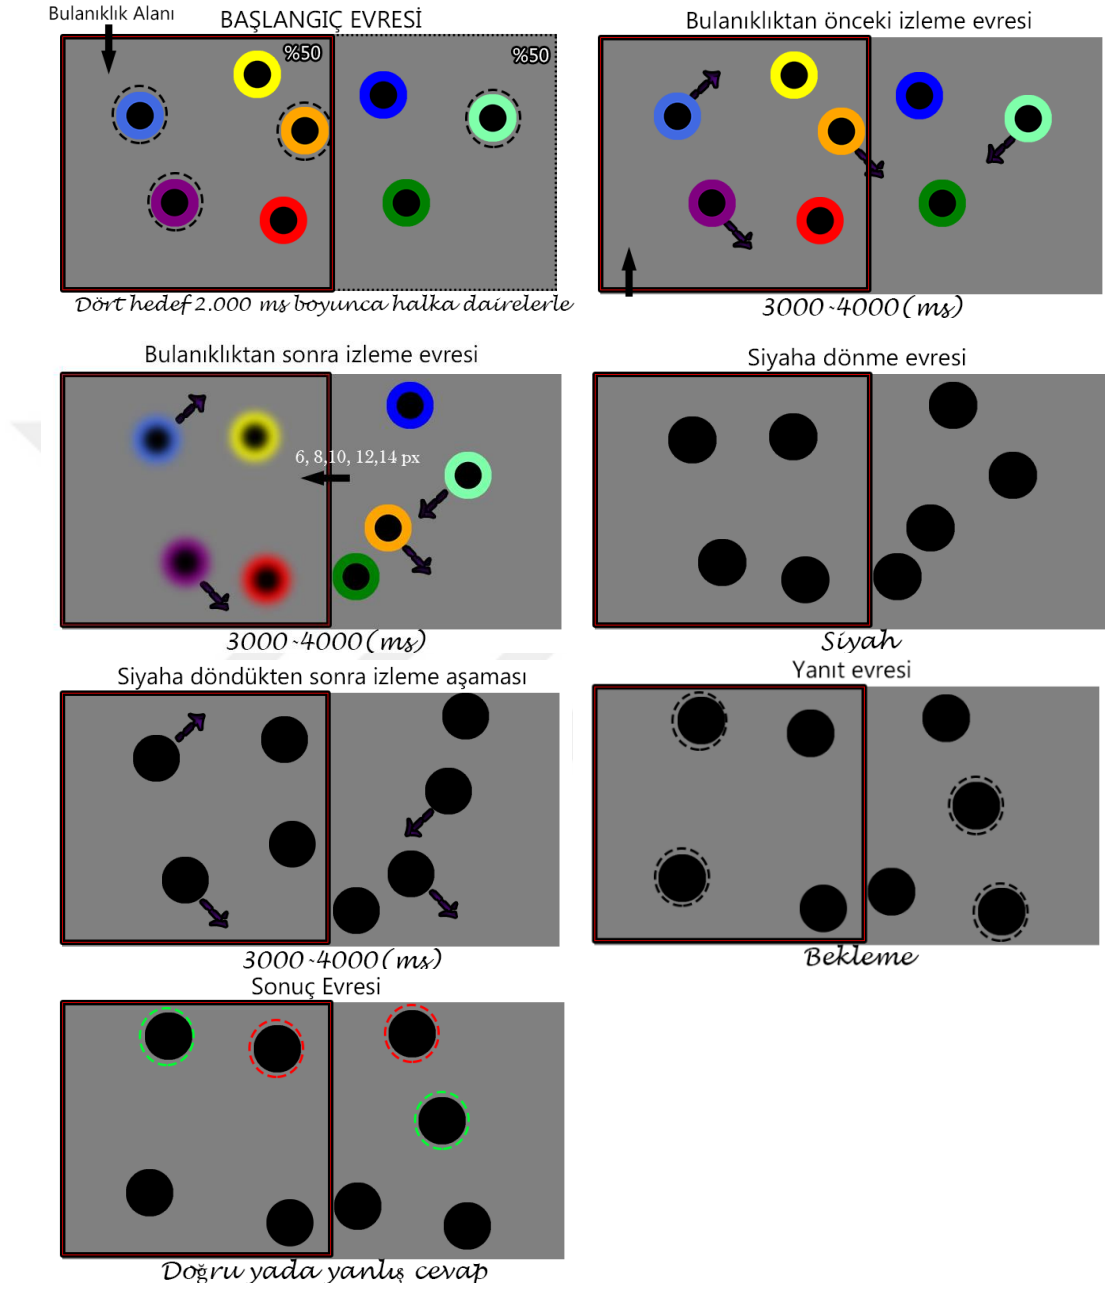 Bulanıklık Alanı
BAŞLANGIÇ EVRESİ
%50
%50
Dört hedef 2.000 ms boyunca halka dairelerle
Bulanıklıktan önceki izleme evresi
3000-4000(ms)
Bulanıklıktan sonra izleme evresi
6, 8,10, 12,14 px
3000-4000(ms)
Siyaha dönme evresi
Siyah
Siyaha döndükten sonra izleme aşaması
3000-4000(ms)
Yanıt evresi
Bekleme
Sonuç Evresi
Doğru yada yanlış cevap